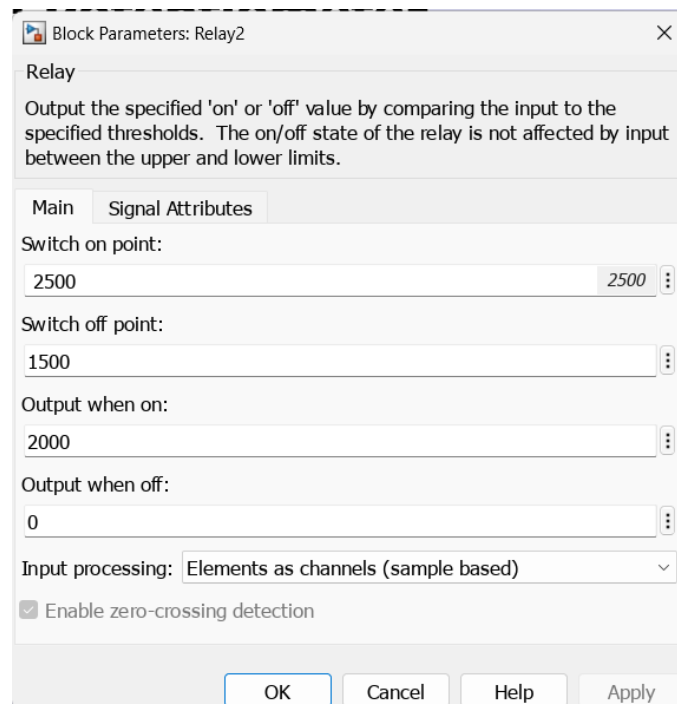 Block Parameters: Relay2
Relay
Output the specified 'on' or 'off' value by comparing the input to the
specified thresholds. The on/off state of the relay is not affected by input
between the upper and lower limits.
Main Signal Attributes
Switch on point:
2500 2500
Switch off point:
1500
Output when on:
2000
Output when off:
0
Input processing: Elements as channels (sample based)
Enable zero-crossing detection
OK Cancel Help Apply